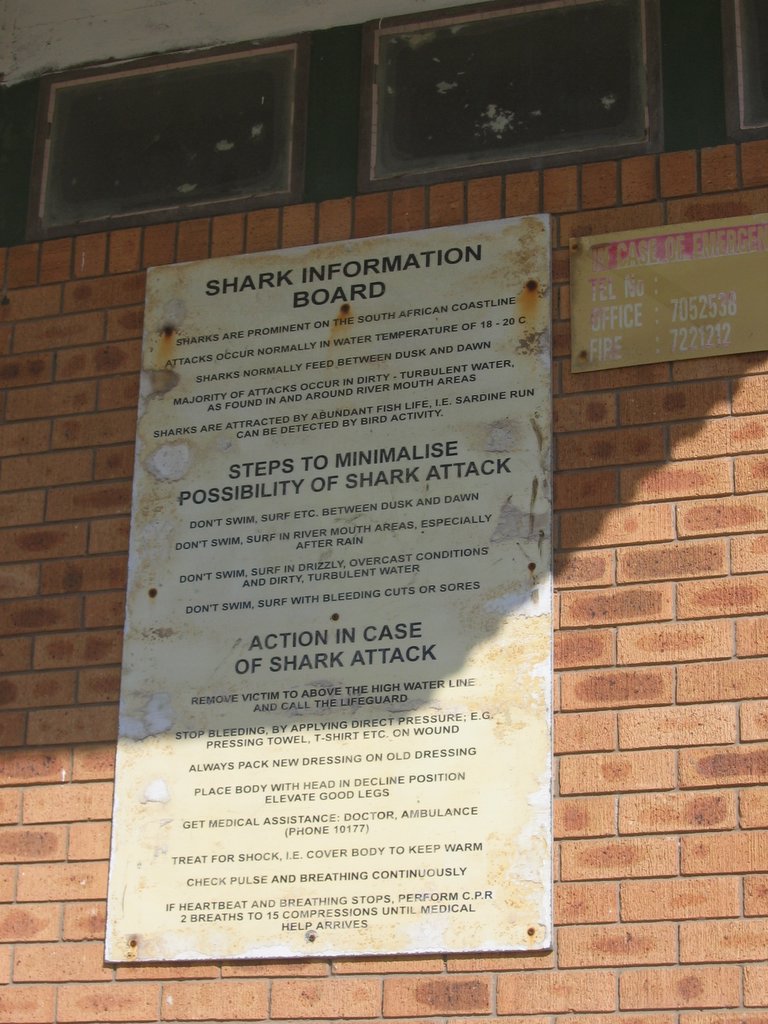 SHARK INFORMATION
BOARD
SHARKS ARE PROMINENT ON THE SOUTH AFRICAN COASTLINE
ATTACKS OCCUR NORMALLY IN WATER TEMPERATURE OF 18 - 20 C
SHARKS NORMALLY FEED BETWEEN DUSK AND DAWN
MAJORITY OF ATTACKS OCCUR IN DIRTY - TURBULENT WATER,
AS FOUND IN AND AROUND RIVER MOUTH AREAS
SHARKS ARE ATTRACTED BY ABUNDANT FISH LIFE, I.E. SARDINE RUN
CAN BE DETECTED BY BIRD ACTIVITY.
STEPS TO MINIMALISE
POSSIBILITY OF SHARK ATTACK
DON'T SWIM, SURF ETC. BETWEEN DUSK AND DAWN
DON'T SWIM, SURF IN RIVER MOUTH AREAS, ESPECIALLY
AFTER RAIN
DON'T SWIM, SURF IN DRIZZLY, OVERCAST CONDITIONS
AND DIRTY, TURBULENT WATER
DON'T SWIM, SURF WITH BLEEDING CUTS OR SORES
ACTION IN CASE
OF SHARK ATTACK
REMOVE VICTIM TO ABOVE THE HIGH WATER LINE
AND CALL THE LIFEGUARD
STOP BLEEDING, BY APPLYING DIRECT PRESSURE; E.G.
PRESSING TOWEL, T-SHIRT ETC. ON WOUND
ALWAYS PACK NEW DRESSING ON OLD DRESSING
PLACE BODY WITH HEAD IN DECLINE POSITION
ELEVATE GOOD LEGS
GET MEDICAL ASSISTANCE: DOCTOR, AMBULANCE
(PHONE 10177)
TREAT FOR SHOCK, I.E. COVER BODY TO KEEP WARM
CHECK PULSE AND BREATHING CONTINUOUSLY
IF HEARTBEAT AND BREATHING STOPS, PERFORM C.P.R
2 BREATHS TO 15 COMPRESSIONS UNTIL MEDICAL
HELP ARRIVES
IN CASE OF EMERGEN
TEL No :
OFFICE : 7052538
FIRE : 7221212